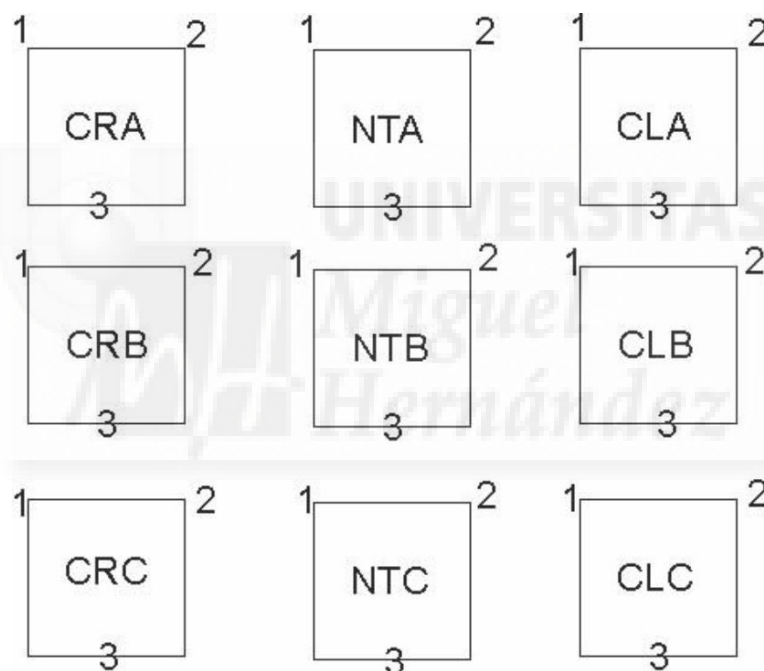 1 2 1 2 1 2
CRA NTA CLA
3 3 3
UNIVERSITAS
1 2 1 2 1 2
Miguel
CRB NTB CLB
Hernández
3 3 3
1 2 1 2 1 2
CRC NTC CLC
3 3 3